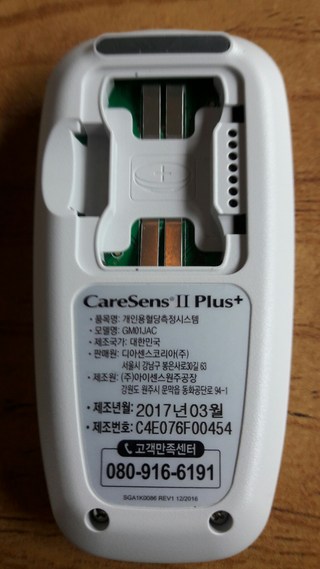 CareSens® II Plus+
• 품목명: 개인용혈당측정시스템
• 모델명: GM01JAC
• 제조국가: 대한민국
• 판매원: 디아센스코리아(주)
서울시 강남구 봉은사로30길 63
• 제조원: (주)아이센스원주공장
강원도 원주시 문막읍 동화공단로 94-1
• 제조년월: 2017년03월
• 제조번호: C4E076F00454
고객만족센터
080-916-6191
SGA1K0086 REV1 12/2016